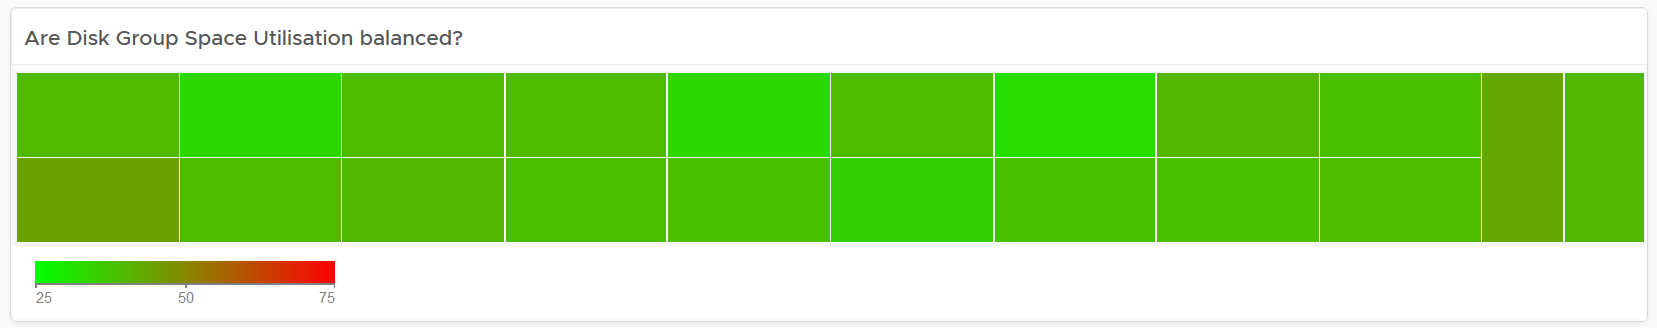 Are Disk Group Space Utilisation balanced?
25 50 75